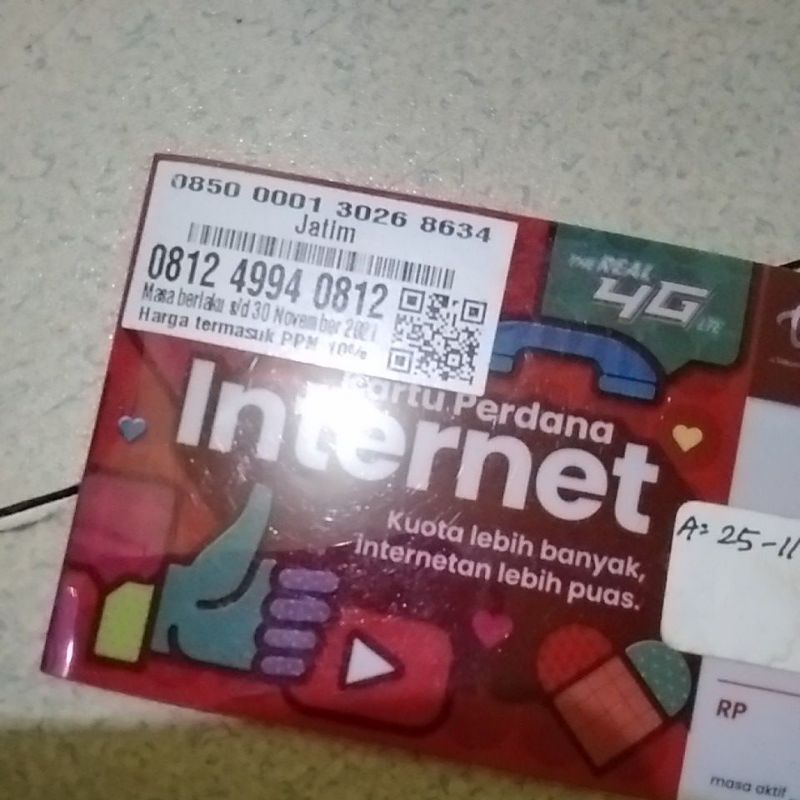 0850 0001 3026 8634
Jatim
0812 4994 0812
Masa berlaku s/d 30 November 2021
Harga termasuk PPN 10%
THE REAL
4G LTE
Kartu Perdana
Internet
Kuota lebih banyak,
internetan lebih puas.
A: 25-11
RP
masa aktif